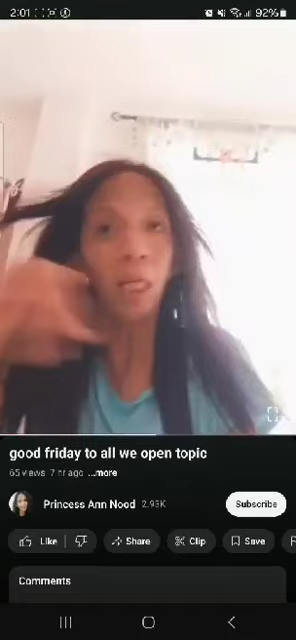 2:01
92%
good friday to all we open topic
65 views 7 hr ago ...more
Princess Ann Nood 2.93K
Subscribe
Like
Share
Clip
Save
Comments